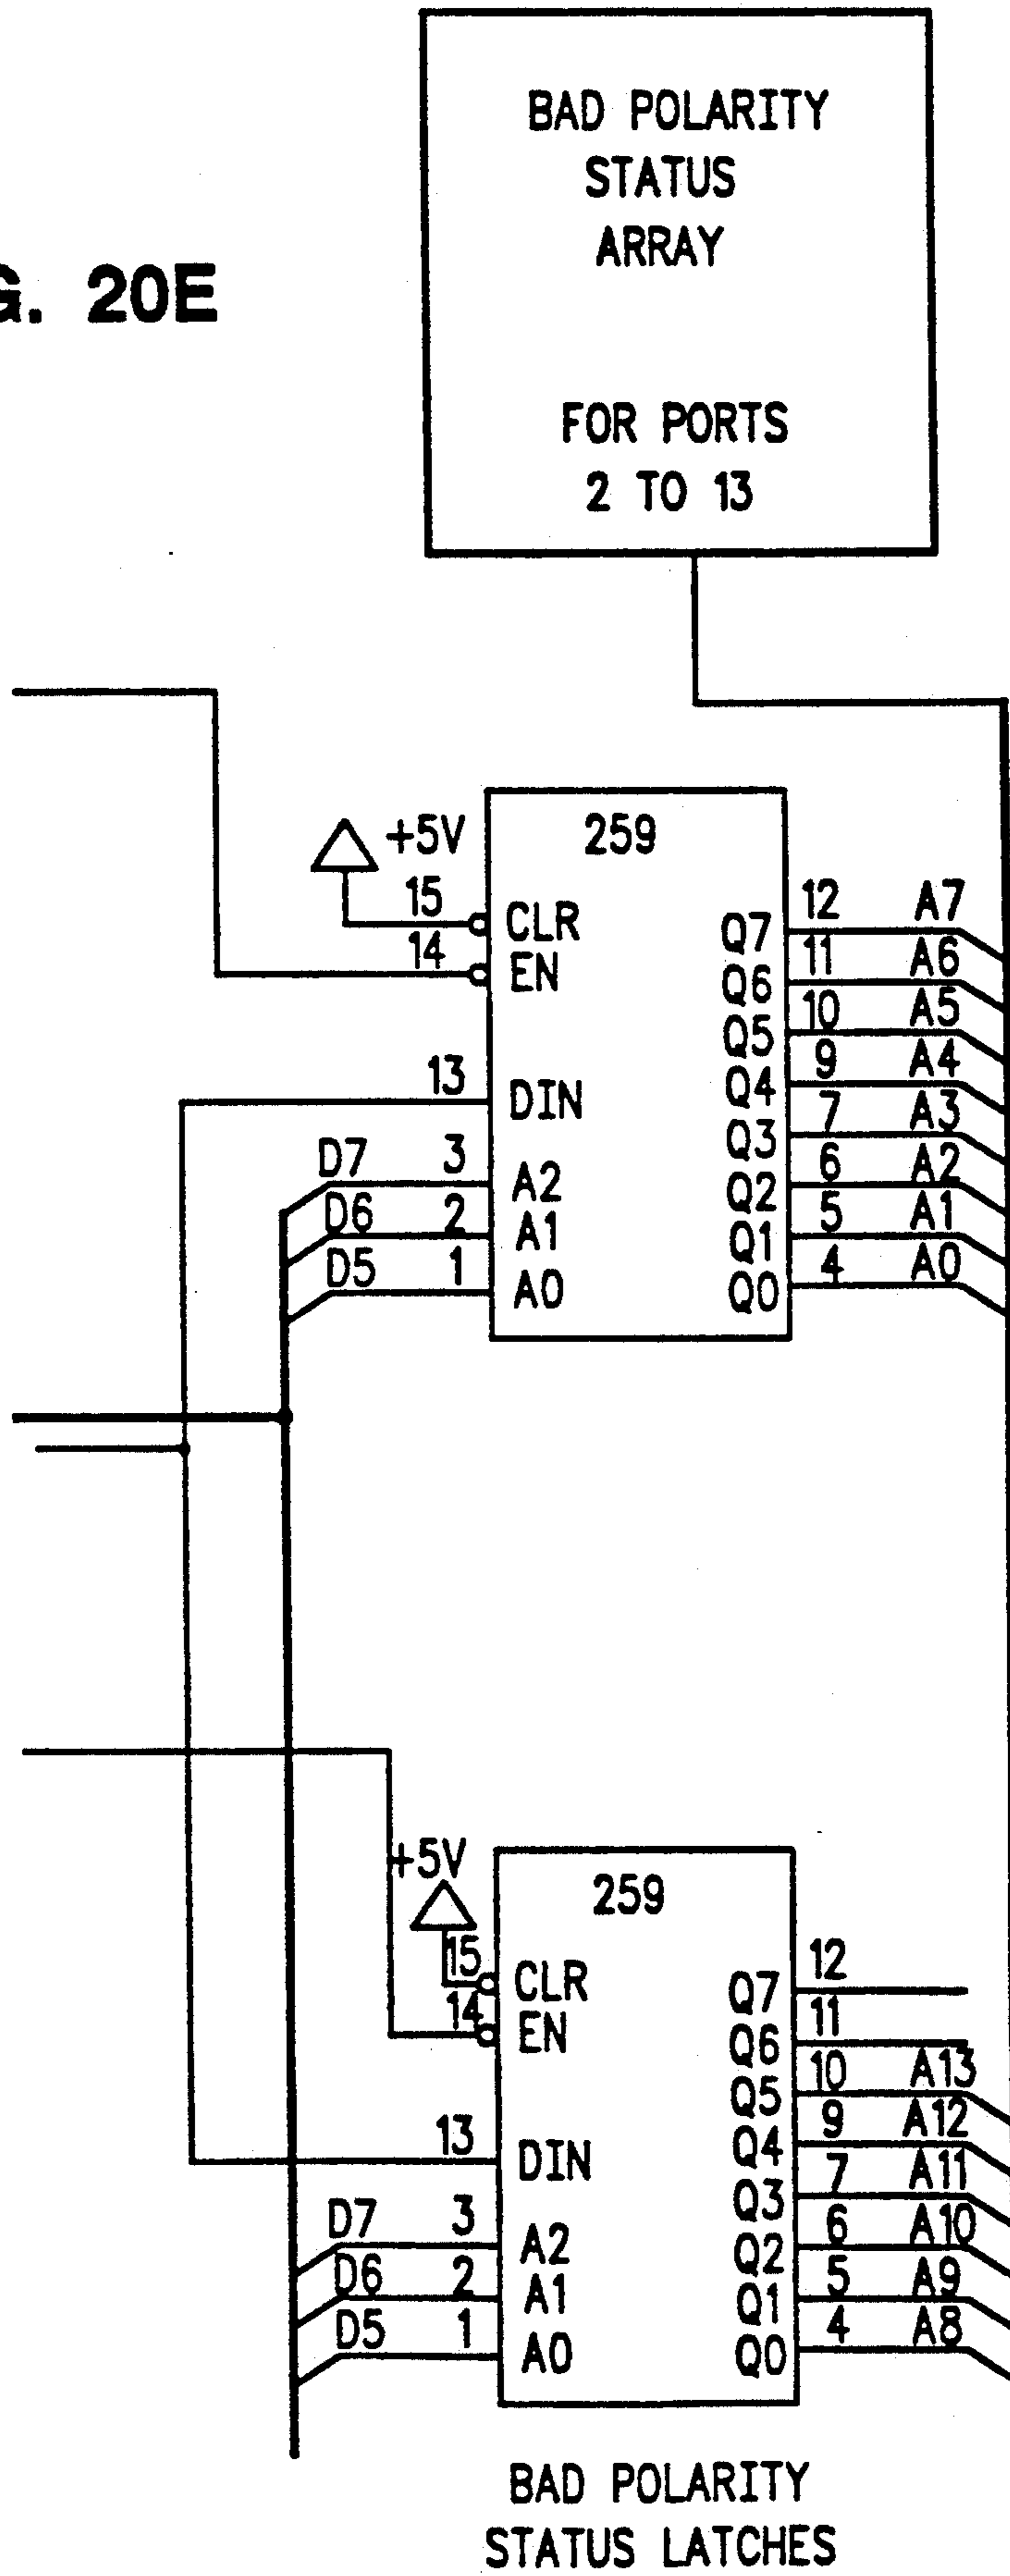 G. 20E
BAD POLARITY
STATUS
ARRAY
FOR PORTS
2 TO 13
259
+5V
15 CLR
14 EN
13 DIN
D7 3 A2
D6 2 A1
D5 1 A0
Q7 12 A7
Q6 11 A6
Q5 10 A5
Q4 9 A4
Q3 7 A3
Q2 6 A2
Q1 5 A1
Q0 4 A0
259
+5V
15 CLR
14 EN
13 DIN
D7 3 A2
D6 2 A1
D5 1 A0
Q7 12
Q6 11
Q5 10 A13
Q4 9 A12
Q3 7 A11
Q2 6 A10
Q1 5 A9
Q0 4 A8
BAD POLARITY
STATUS LATCHES